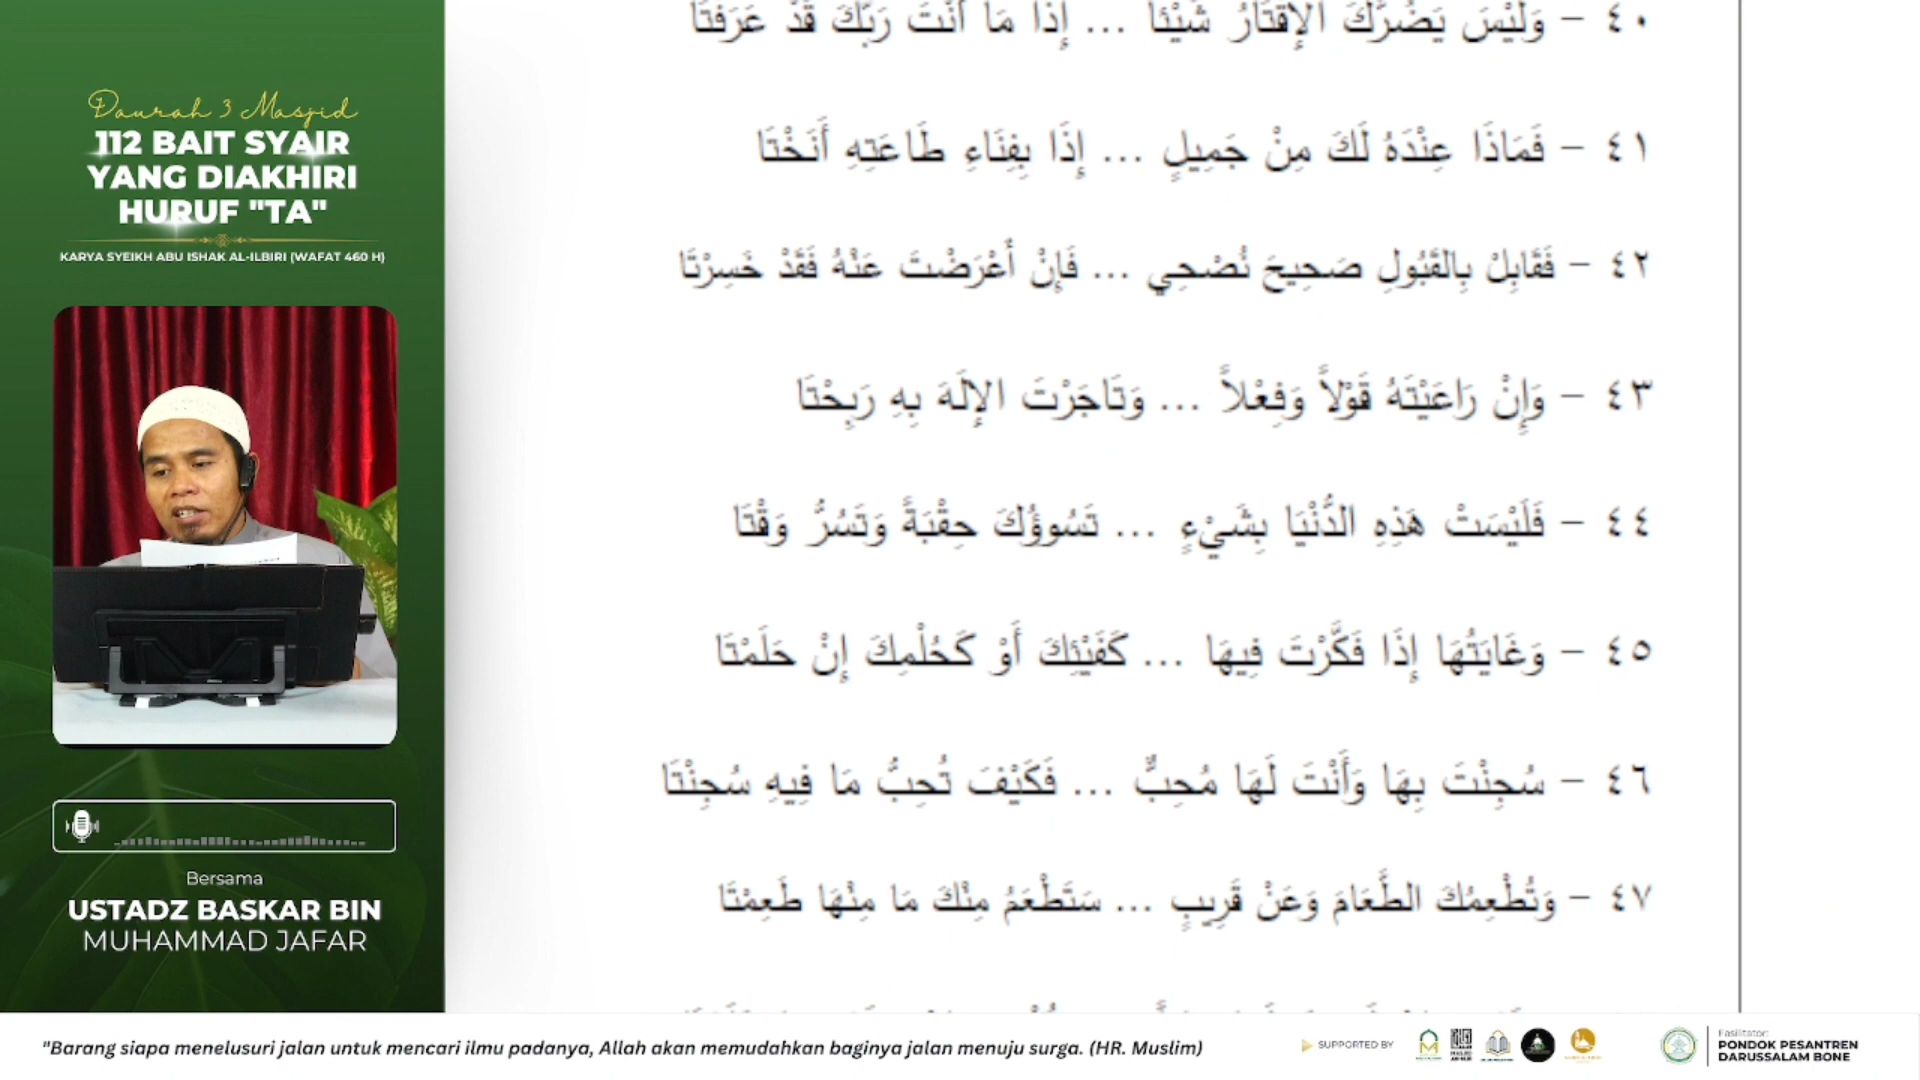 Daurah 3 Masjid
112 BAIT SYAIR
YANG DIAKHIRI
HURUF "TA"
KARYA SYEIKH ABU ISHAK AL-ILBIRI (WAFAT 460 H)
Bersama
USTADZ BASKAR BIN
MUHAMMAD JAFAR
٤٠ – وَلَيْسَ يَضُرُّكَ الإِقْتَارُ شَيْئًا ... إِذَا مَا أَنْتَ رَبَّكَ قَدْ عَرَفْتَا
٤١ – فَمَاذَا عِنْدَهُ لَكَ مِنْ جَمِيلٍ ... إِذَا بِفِنَاءِ طَاعَتِهِ أَنَخْتَا
٤٢ – فَقَابِلْ بِالقَبُولِ صَحِيحَ نُصْحِي ... فَإِنْ أَعْرَضْتَ عَنْهُ فَقَدْ خَسِرْتَا
٤٣ – وَإِنْ رَاعَيْتَهُ قَوْلاً وَفِعْلاً ... وَتَاجَرْتَ الإِلَهَ بِهِ رَبِحْتَا
٤٤ – فَلَيْسَتْ هَذِهِ الدُّنْيَا بِشَيْءٍ ... تَسُوؤُكَ حِقْبَةً وَتَسُرُّ وَقْتَا
٤٥ – وَغَايَتُهَا إِذَا فَكَّرْتَ فِيهَا ... كَفَيْئِكَ أَوْ كَحُلْمِكَ إِنْ حَلَمْتَا
٤٦ – سُجِنْتَ بِهَا وَأَنْتَ لَهَا مُحِبٌّ ... فَكَيْفَ تُحِبُّ مَا فِيهِ سُجِنْتَا
٤٧ – وَتُطْعِمُكَ الطَّعَامَ وَعَنْ قَرِيبٍ ... سَتَطْعَمُ مِنْكَ مَا مِنْهَا طَعِمْتَا
"Barang siapa menelusuri jalan untuk mencari ilmu padanya, Allah akan memudahkan baginya jalan menuju surga. (HR. Muslim)
SUPPORTED BY
Fasilitator:
PONDOK PESANTREN
DARUSSALAM BONE